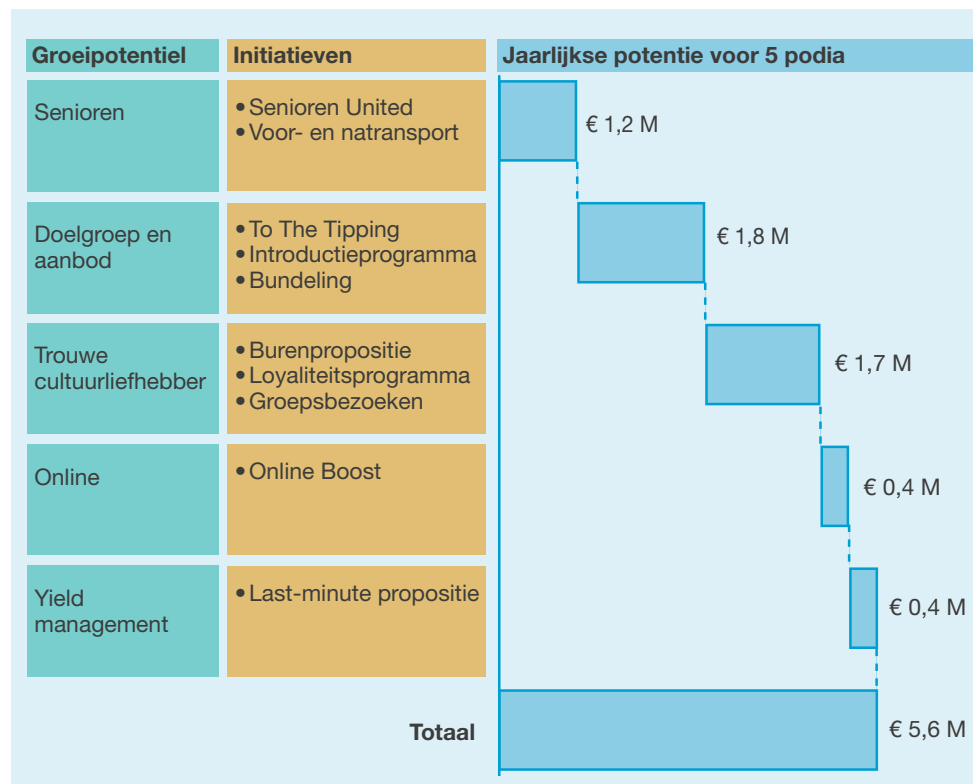 Groeipotentiel
Initiatieven
Jaarlijkse potentie voor 5 podia
Senioren
• Senioren United
• Voor- en natransport
€ 1,2 M
Doelgroep en
aanbod
• To The Tipping
• Introductieprogramma
• Bundeling
€ 1,8 M
Trouwe
cultuurliefhebber
• Burenpropositie
• Loyaliteitsprogramma
• Groepsbezoeken
€ 1,7 M
Online
• Online Boost
€ 0,4 M
Yield
management
• Last-minute propositie
€ 0,4 M
Totaal
€ 5,6 M